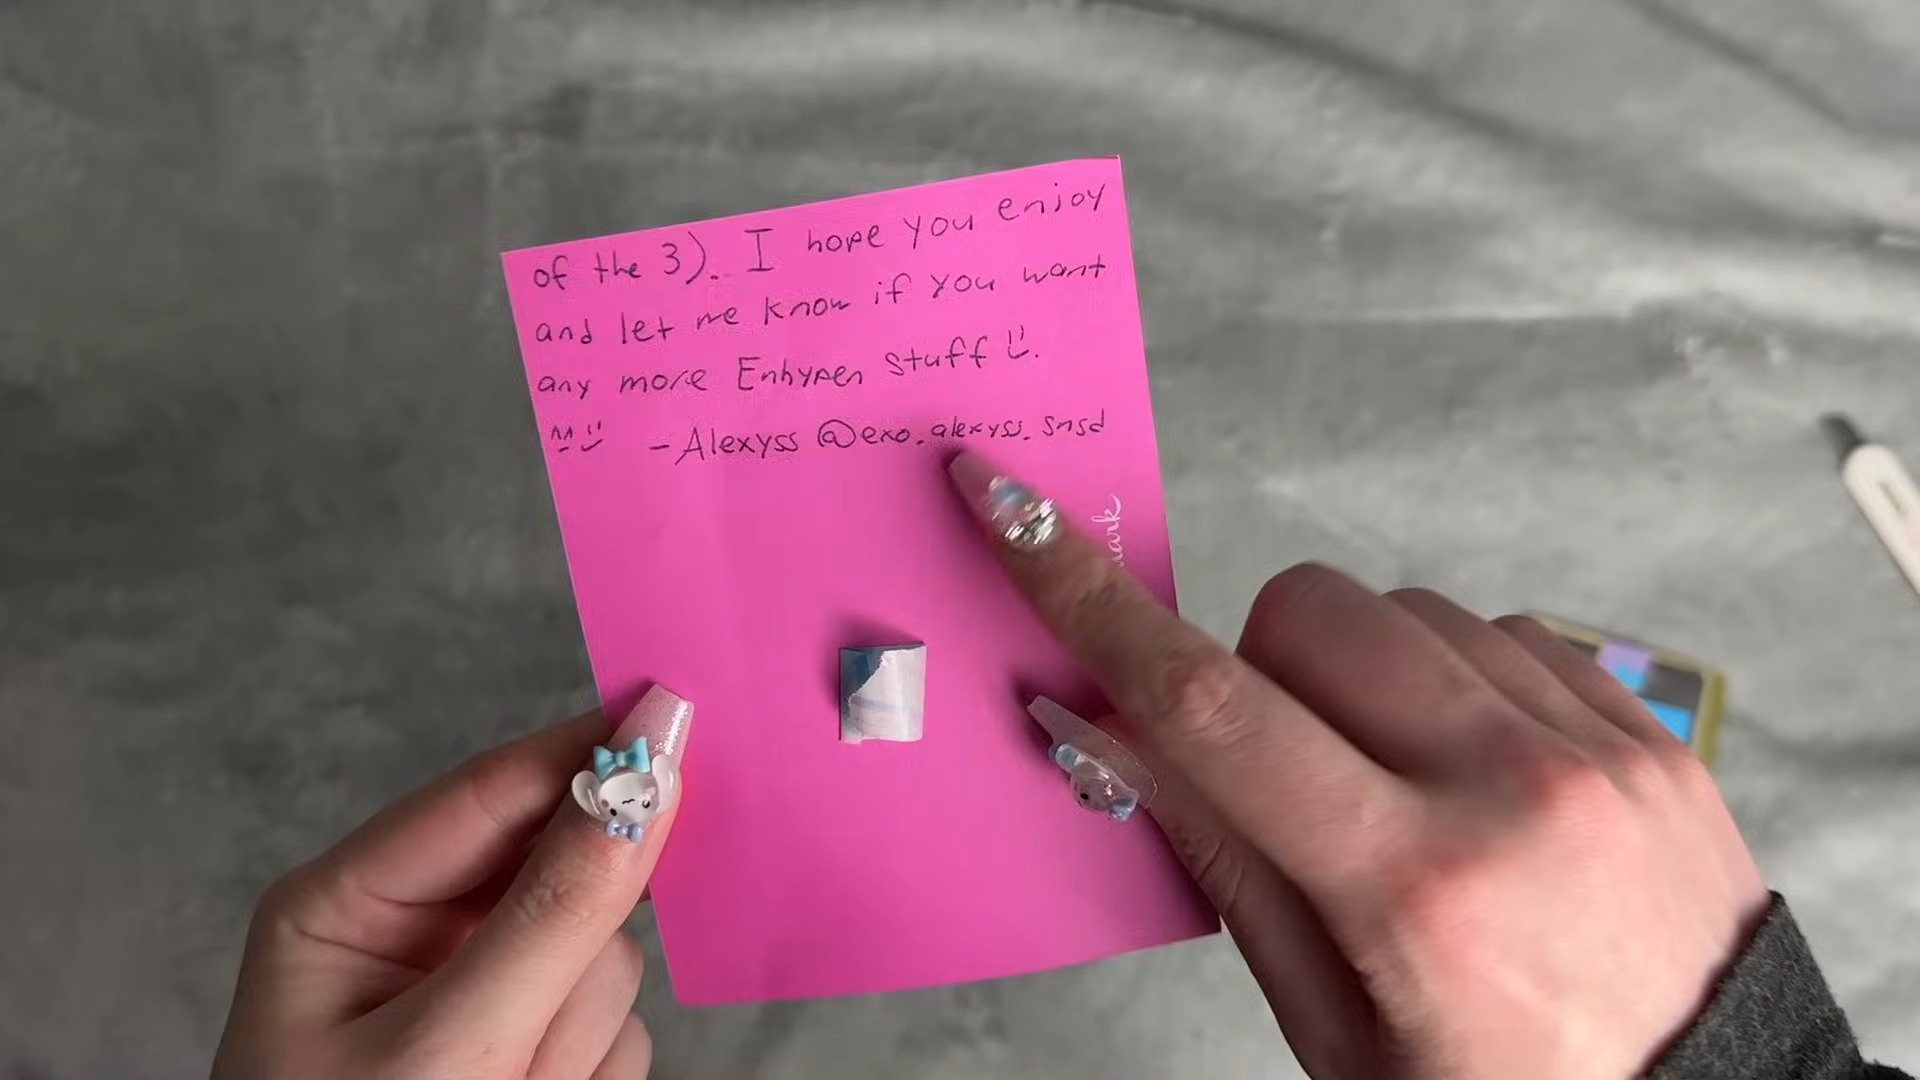 of the 3). I hope you enjoy
and let me know if you want
any more Enhypen stuff
- Alexyss @exo.alexyss.snsd